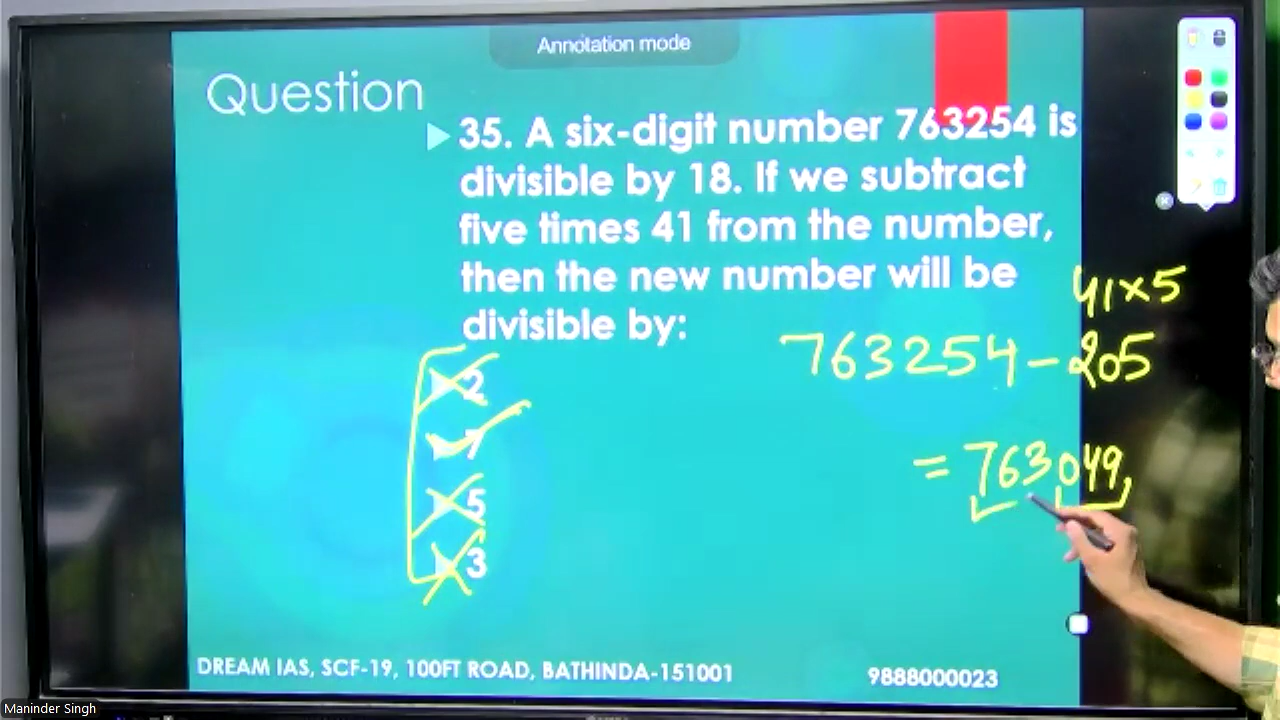 Annotation mode
Question
35. A six-digit number 763254 is
divisible by 18. If we subtract
five times 41 from the number,
then the new number will be
divisible by:
41×5
763254-205
2
7
5
3
= 763049,
DREAM IAS, SCF-19, 100FT ROAD, BATHINDA-151001
9888000023
Maninder Singh